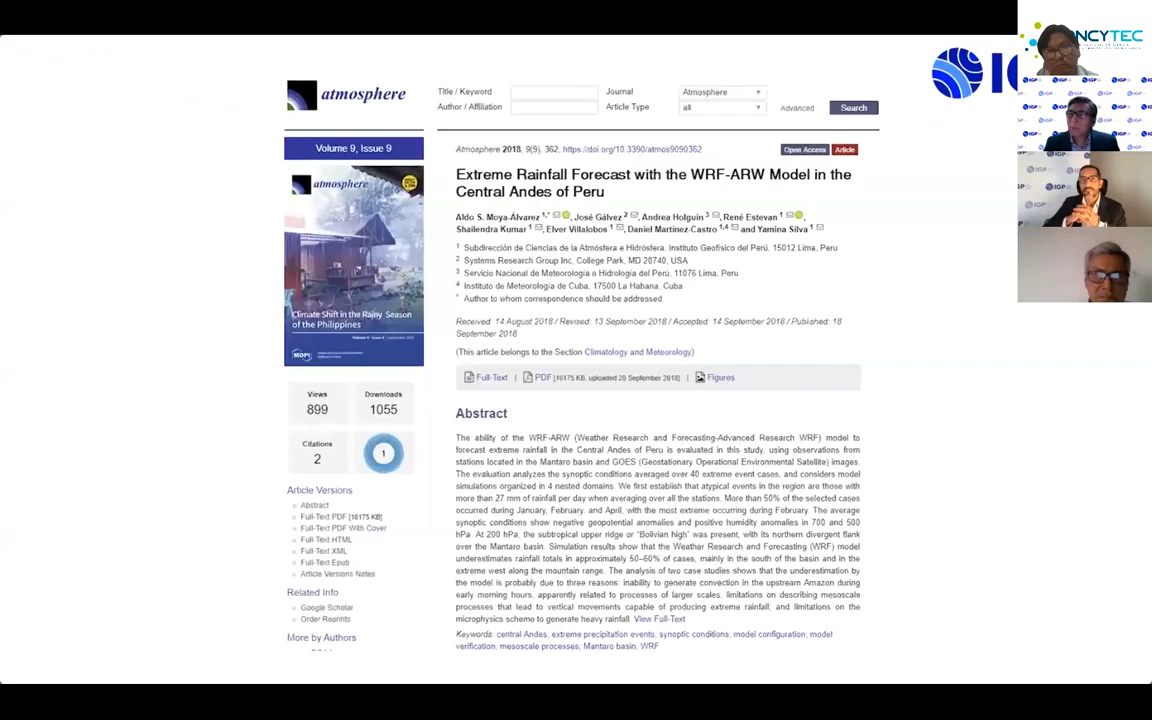 NCYTEC
atmosphere
Title / Keyword
Journal
Atmosphere
Author / Affiliation
Article Type
all
Advanced
Search
Volume 9, Issue 9
Atmosphere 2018, 9(9), 362; https://doi.org/10.3390/atmos9090362
Open Access
Article
Extreme Rainfall Forecast with the WRF-ARW Model in the
Central Andes of Peru
Aldo S. Moya-Álvarez 1,*, José Gálvez 2, Andrea Holguin 3, René Estevan 1,
Shailendra Kumar 1, Elver Villalobos 1, Daniel Martínez-Castro 1,4 and Yamina Silva 1
1 Subdirección de Ciencias de la Atmósfera e Hidrósfera, Instituto Geofísico del Perú, 15012 Lima, Peru
2 Systems Research Group Inc, College Park, MD 20740, USA
3 Servicio Nacional de Meteorología o Hidrología del Perú, 11076 Lima, Peru
4 Instituto de Meteorología de Cuba, 17500 La Habana, Cuba
* Author to whom correspondence should be addressed
Received: 14 August 2018 / Revised: 13 September 2018 / Accepted: 14 September 2018 / Published: 18
September 2018
(This article belongs to the Section Climatology and Meteorology)
Full-Text | PDF [16175 KB, uploaded 20 September 2018] | Figures
Abstract
The ability of the WRF-ARW (Weather Research and Forecasting-Advanced Research WRF) model to
forecast extreme rainfall in the Central Andes of Peru is evaluated in this study, using observations from
stations located in the Mantaro basin and GOES (Geostationary Operational Environmental Satellite) images.
The evaluation analyzes the synoptic conditions averaged over 40 extreme event cases, and considers model
simulations organized in 4 nested domains. We first establish that atypical events in the region are those with
more than 27 mm of rainfall per day when averaging over all the stations. More than 50% of the selected cases
occurred during January, February, and April, with the most extreme occurring during February. The average
synoptic conditions show negative geopotential anomalies and positive humidity anomalies in 700 and 500
hPa. At 200 hPa, the subtropical upper ridge or "Bolivian high" was present, with its northern divergent flank
over the Mantaro basin. Simulation results show that the Weather Research and Forecasting (WRF) model
underestimates rainfall totals in approximately 50–60% of cases, mainly in the south of the basin and in the
extreme west along the mountain range. The analysis of two case studies shows that the underestimation by
the model is probably due to three reasons: inability to generate convection in the upstream Amazon during
early morning hours, apparently related to processes of larger scales; limitations on describing mesoscale
processes that lead to vertical movements capable of producing extreme rainfall; and limitations on the
microphysics scheme to generate heavy rainfall. View Full-Text
Keywords: central Andes; extreme precipitation events; synoptic conditions; model configuration; model
verification; mesoscale processes; Mantaro basin; WRF
atmosphere
Climate Shift in the Rainy Season
of the Philippines
MDPI
Views
899
Downloads
1055
Citations
2
1
Article Versions
Abstract
Full-Text PDF [16175 KB]
Full-Text PDF With Cover
Full-Text HTML
Full-Text XML
Full-Text Epub
Article Versions Notes
Related Info
Google Scholar
Order Reprints
More by Authors
IGP
IGP